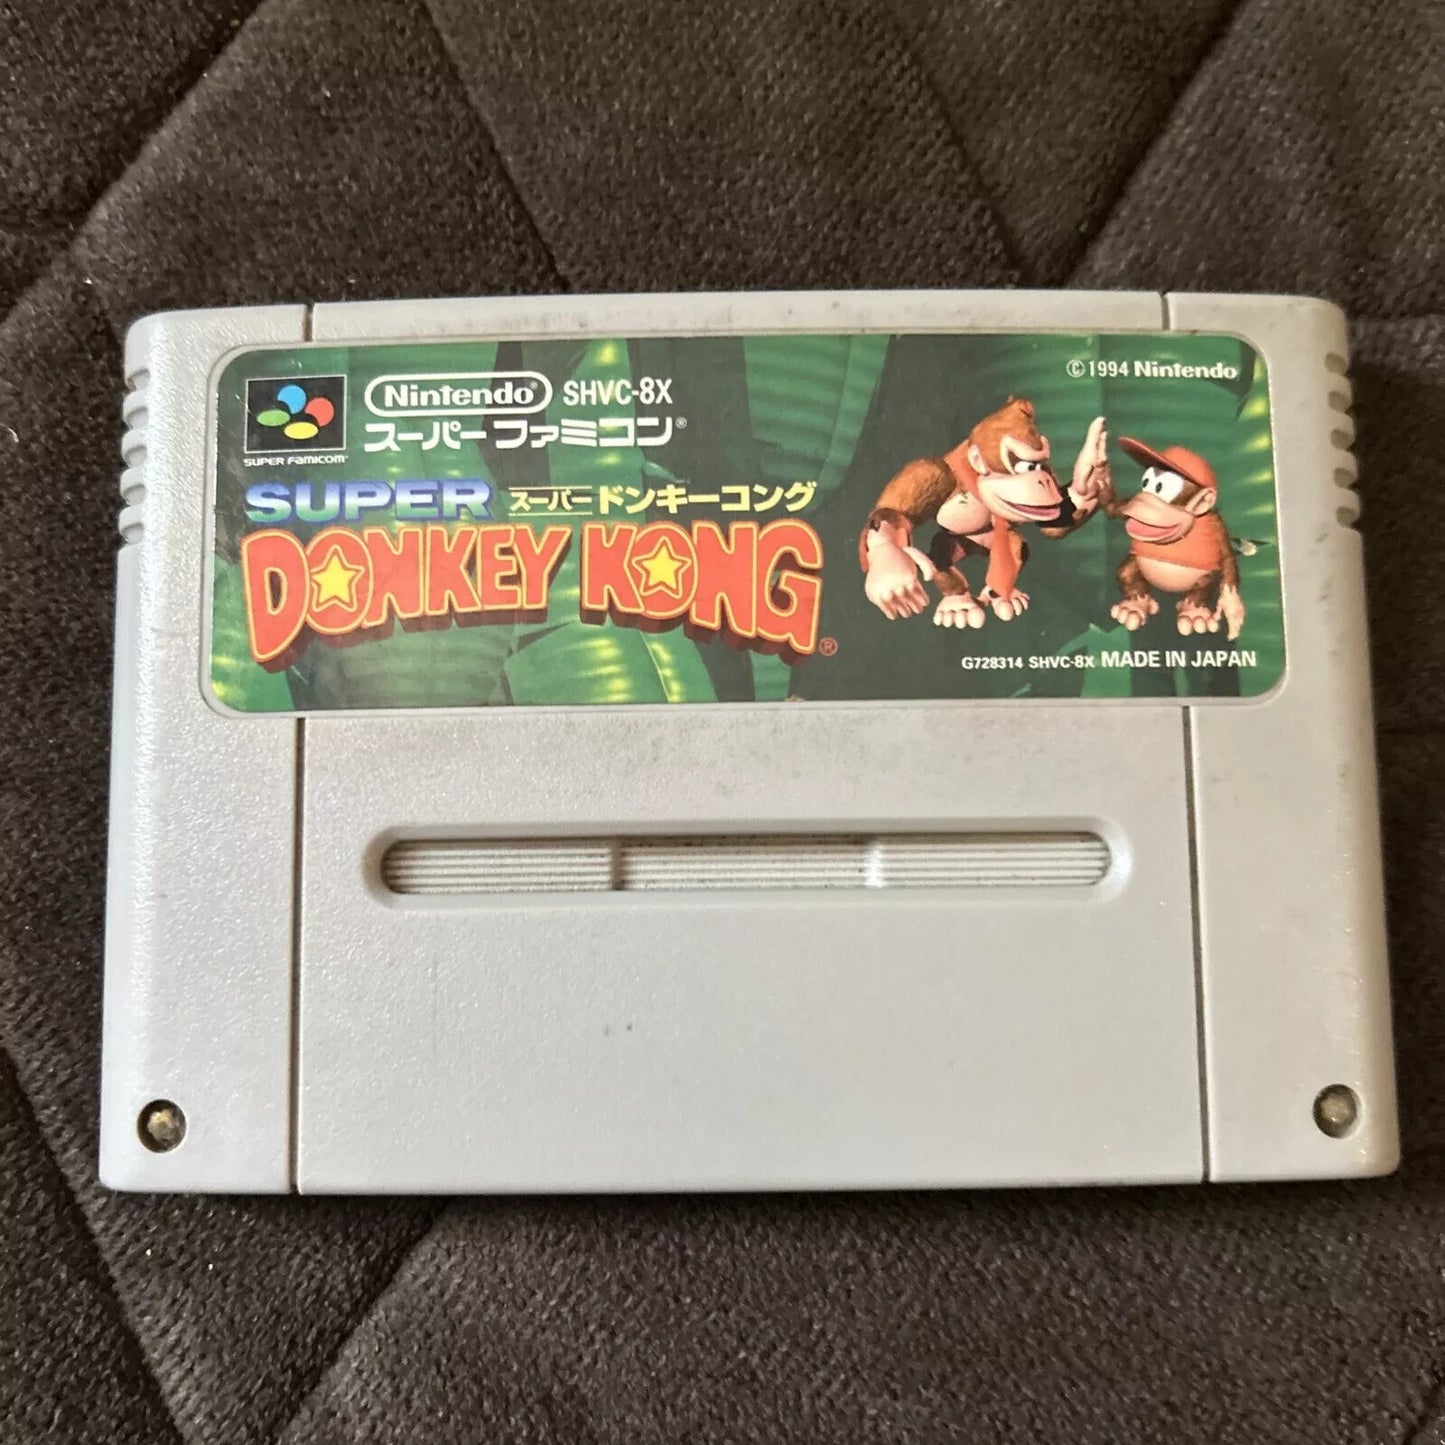 ©1994 Nintendo
Nintendo® SHVC-8X
スーパーファミコン®
SUPER FAMICOM™
SUPER スーパードンキーコング
DONKEY KONG®
G728314 SHVC-8X MADE IN JAPAN